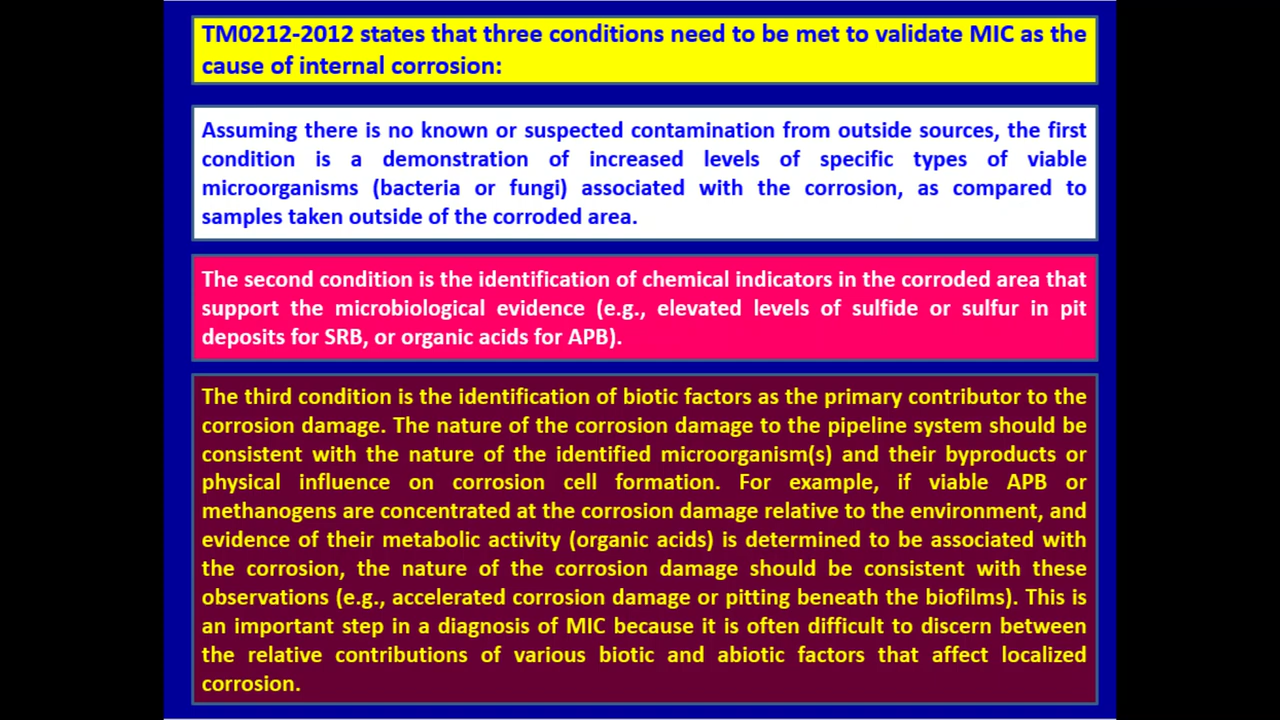 TM0212-2012 states that three conditions need to be met to validate MIC as the
cause of internal corrosion:
Assuming there is no known or suspected contamination from outside sources, the first
condition is a demonstration of increased levels of specific types of viable
microorganisms (bacteria or fungi) associated with the corrosion, as compared to
samples taken outside of the corroded area.
The second condition is the identification of chemical indicators in the corroded area that
support the microbiological evidence (e.g., elevated levels of sulfide or sulfur in pit
deposits for SRB, or organic acids for APB).
The third condition is the identification of biotic factors as the primary contributor to the
corrosion damage. The nature of the corrosion damage to the pipeline system should be
consistent with the nature of the identified microorganism(s) and their byproducts or
physical influence on corrosion cell formation. For example, if viable APB or
methanogens are concentrated at the corrosion damage relative to the environment, and
evidence of their metabolic activity (organic acids) is determined to be associated with
the corrosion, the nature of the corrosion damage should be consistent with these
observations (e.g., accelerated corrosion damage or pitting beneath the biofilms). This is
an important step in a diagnosis of MIC because it is often difficult to discern between
the relative contributions of various biotic and abiotic factors that affect localized
corrosion.